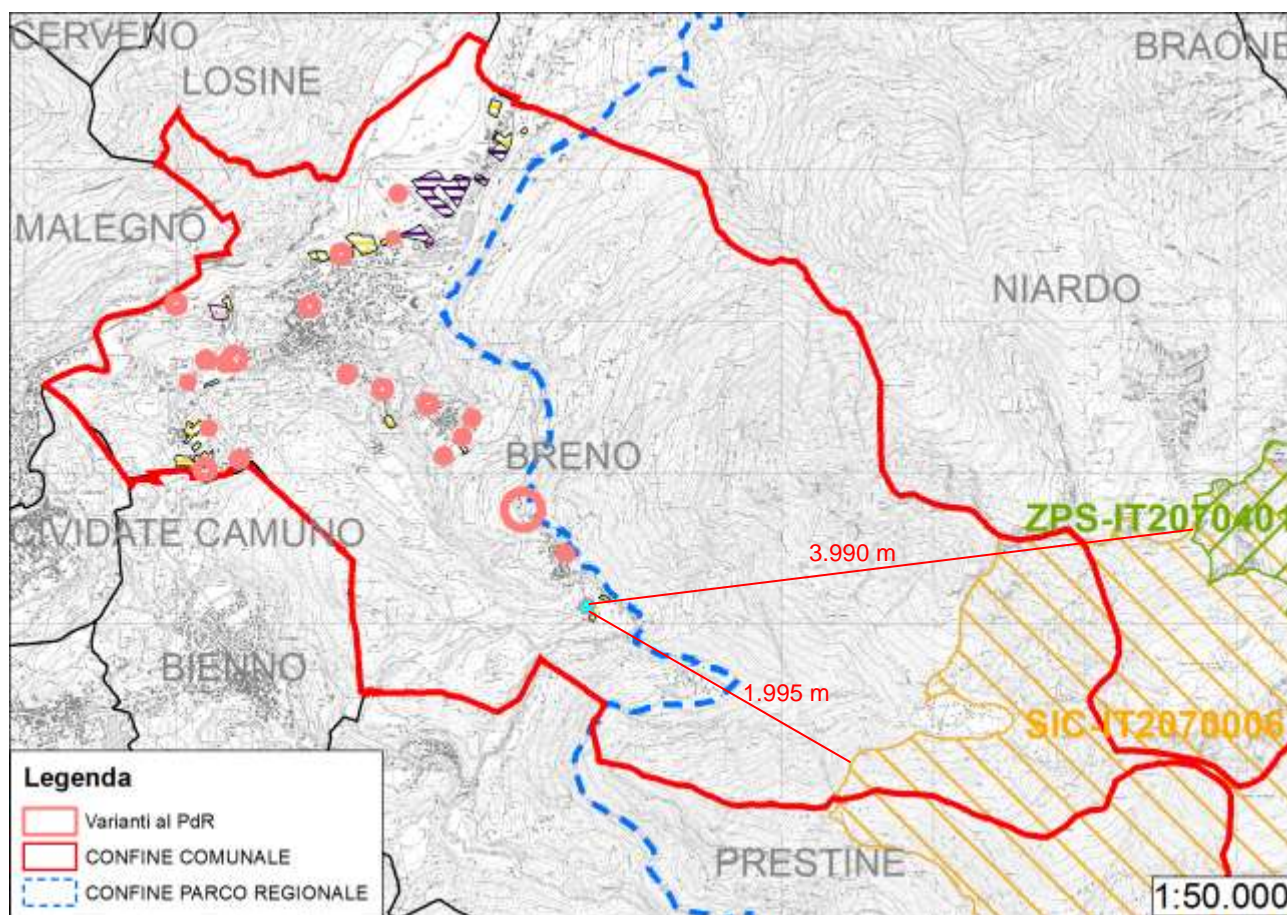 CERVENO
LOSINE
BRAONE
MALEGNO
NIARDO
BRENO
ZPS-IT207040
CIVIDATE CAMUNO
3.990 m
BIENNO
1.995 m
SIC-IT2070006
Legenda
Varianti al PdR
CONFINE COMUNALE
CONFINE PARCO REGIONALE
PRESTINE
1:50.000